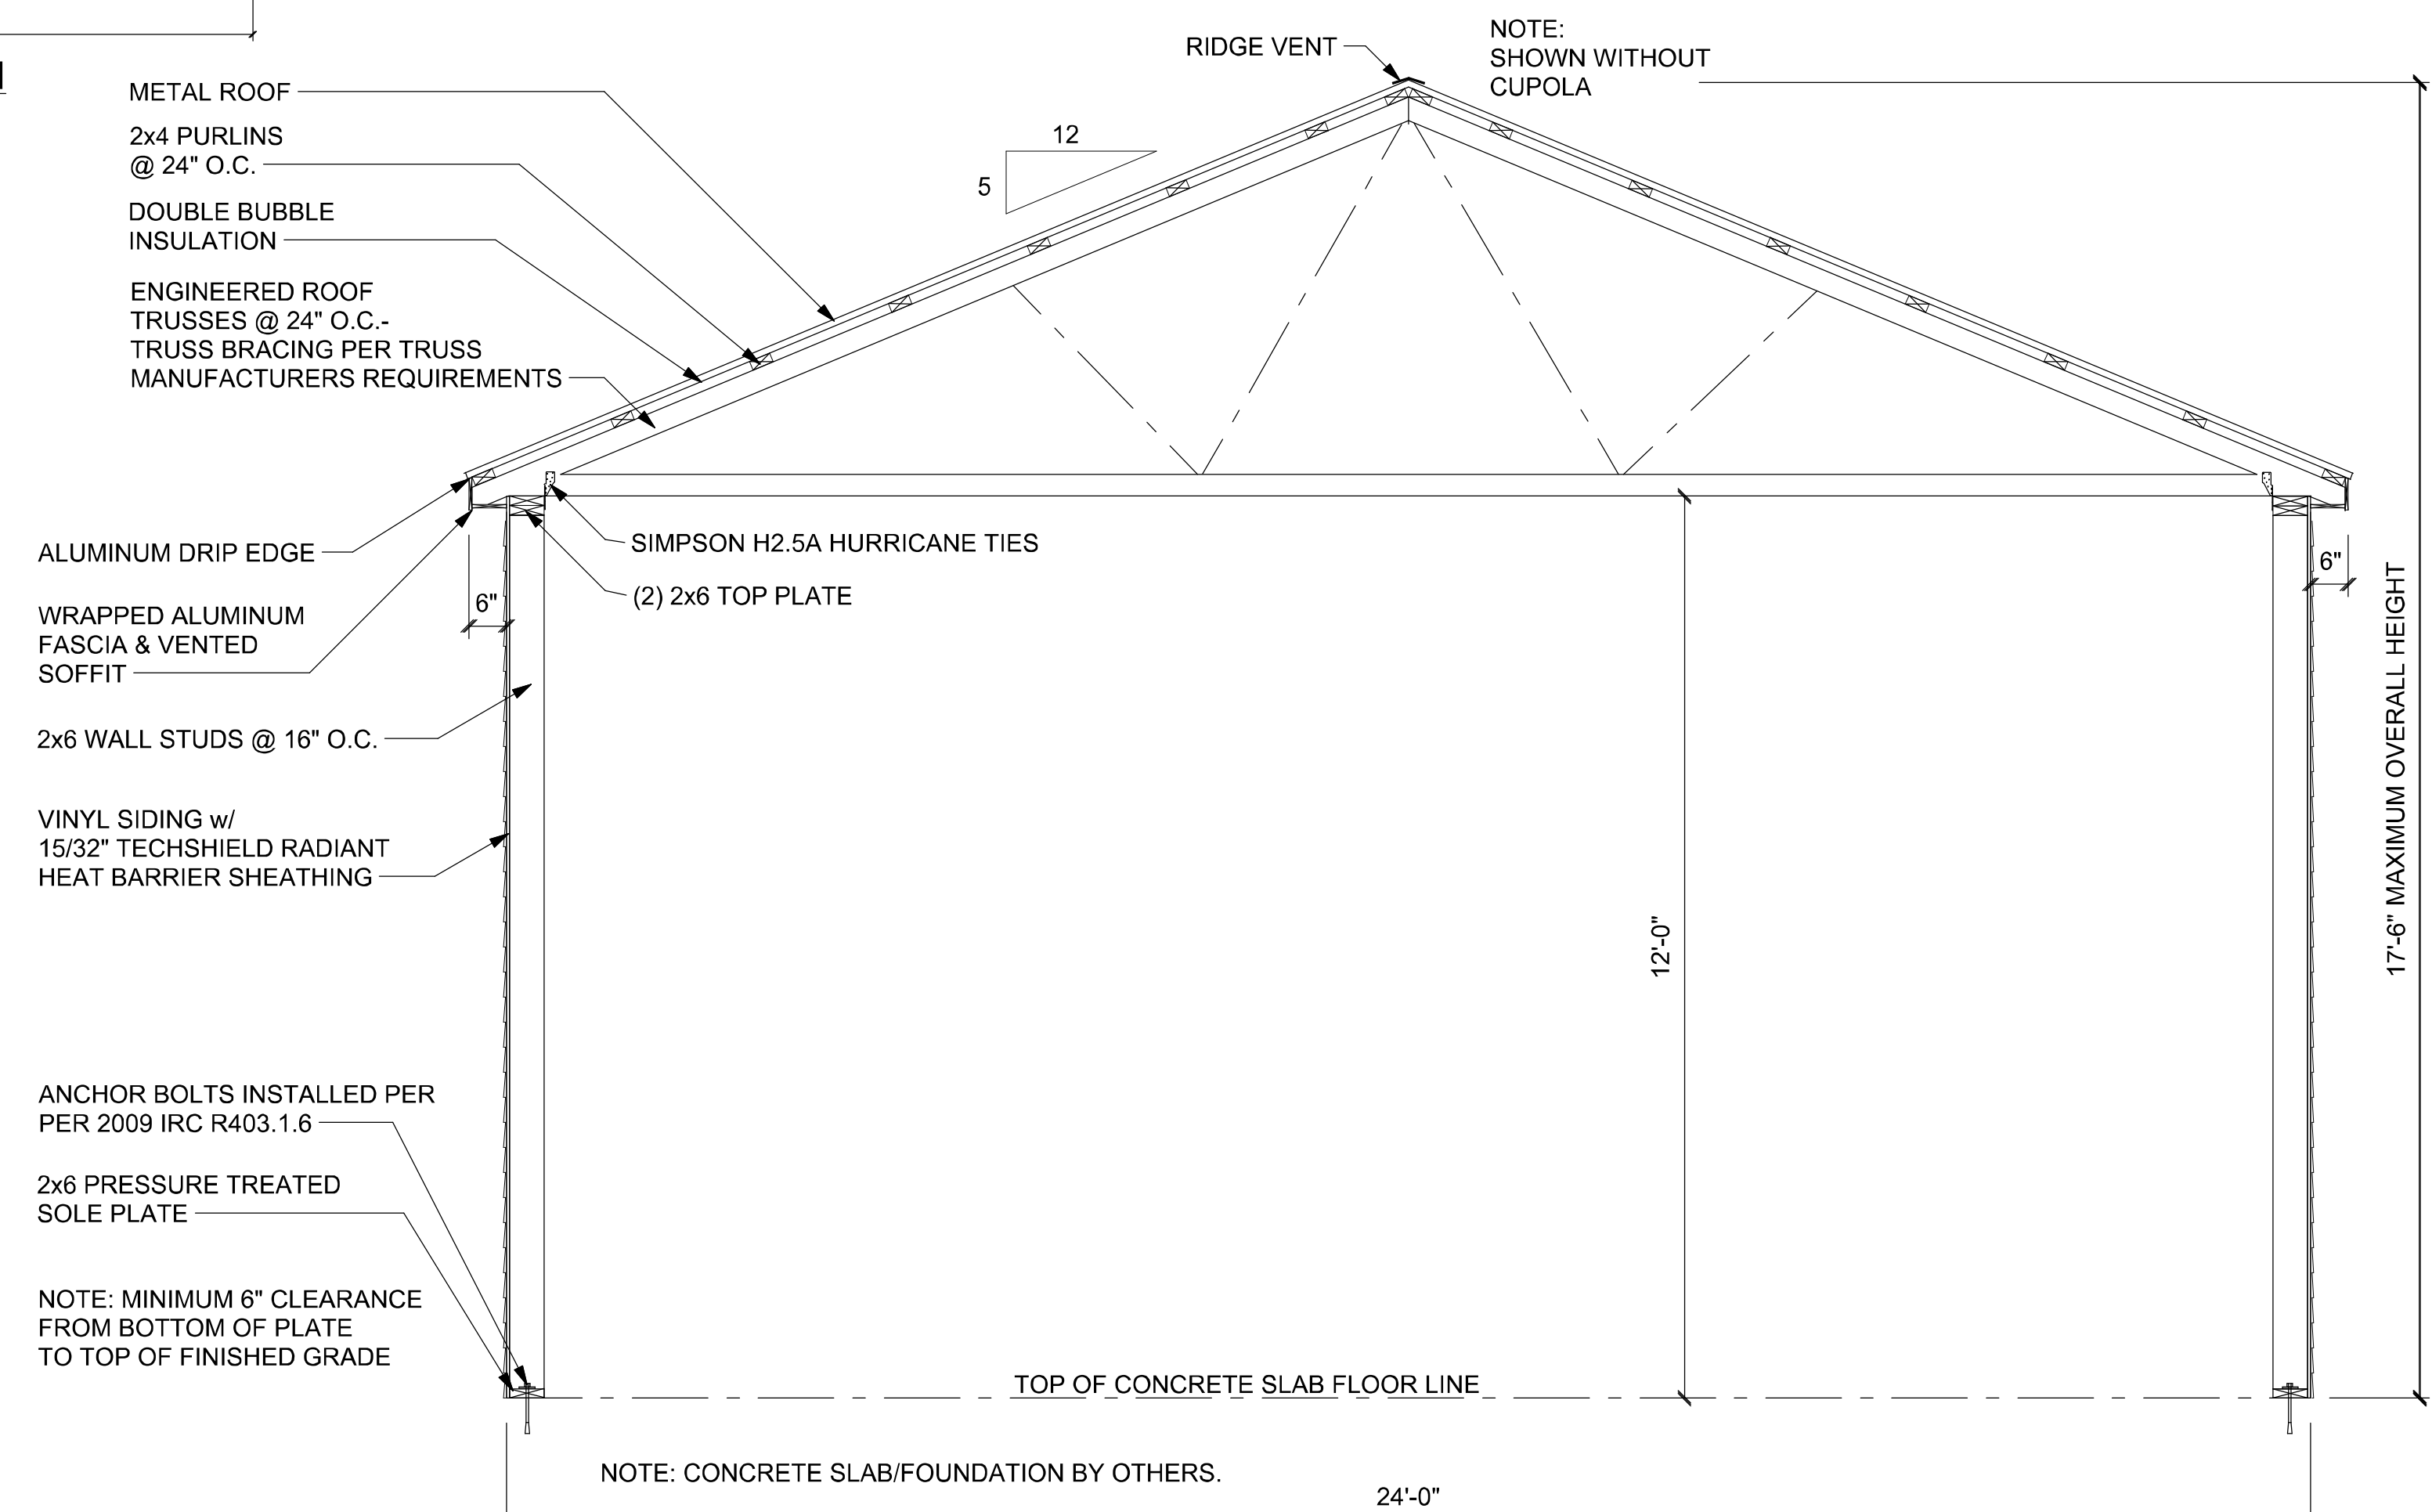 RIDGE VENT
NOTE:
SHOWN WITHOUT
CUPOLA
METAL ROOF
2x4 PURLINS
@ 24" O.C.
DOUBLE BUBBLE
INSULATION
ENGINEERED ROOF
TRUSSES @ 24" O.C.-
TRUSS BRACING PER TRUSS
MANUFACTURERS REQUIREMENTS
12
5
ALUMINUM DRIP EDGE
SIMPSON H2.5A HURRICANE TIES
(2) 2x6 TOP PLATE
6"
6"
WRAPPED ALUMINUM
FASCIA & VENTED
SOFFIT
2x6 WALL STUDS @ 16" O.C.
VINYL SIDING w/
15/32" TECHSHIELD RADIANT
HEAT BARRIER SHEATHING
12'-0"
17'-6" MAXIMUM OVERALL HEIGHT
ANCHOR BOLTS INSTALLED PER
PER 2009 IRC R403.1.6
2x6 PRESSURE TREATED
SOLE PLATE
NOTE: MINIMUM 6" CLEARANCE
FROM BOTTOM OF PLATE
TO TOP OF FINISHED GRADE
TOP OF CONCRETE SLAB FLOOR LINE
NOTE: CONCRETE SLAB/FOUNDATION BY OTHERS.
24'-0"